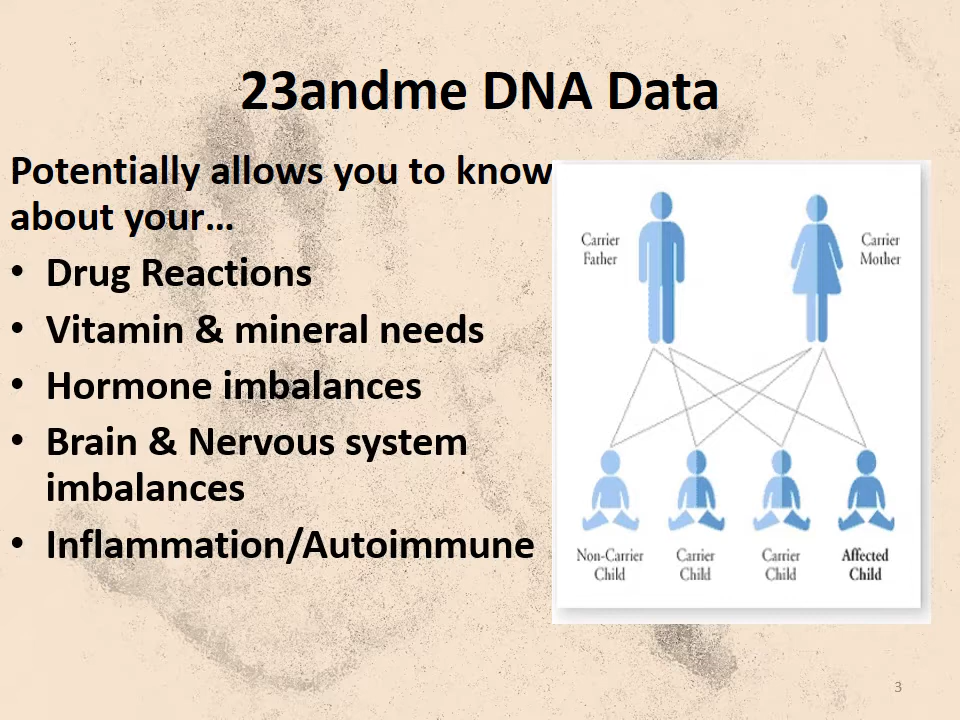 23andme DNA Data
Potentially allows you to know
about your...
• Drug Reactions
• Vitamin & mineral needs
• Hormone imbalances
• Brain & Nervous system
imbalances
• Inflammation/Autoimmune
Carrier
Father
Carrier
Mother
Non-Carrier
Child
Carrier
Child
Carrier
Child
Affected
Child
3